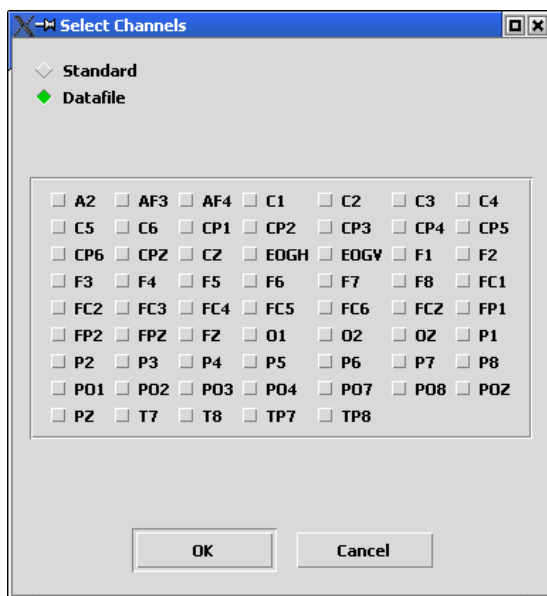 Select Channels
Standard
Datafile
A2 AF3 AF4 C1 C2 C3 C4
C5 C6 CP1 CP2 CP3 CP4 CP5
CP6 CPZ CZ EOGH EOGV F1 F2
F3 F4 F5 F6 F7 F8 FC1
FC2 FC3 FC4 FC5 FC6 FCZ FP1
FP2 FPZ FZ O1 O2 OZ P1
P2 P3 P4 P5 P6 P7 P8
PO1 PO2 PO3 PO4 PO7 PO8 POZ
PZ T7 T8 TP7 TP8
OK Cancel